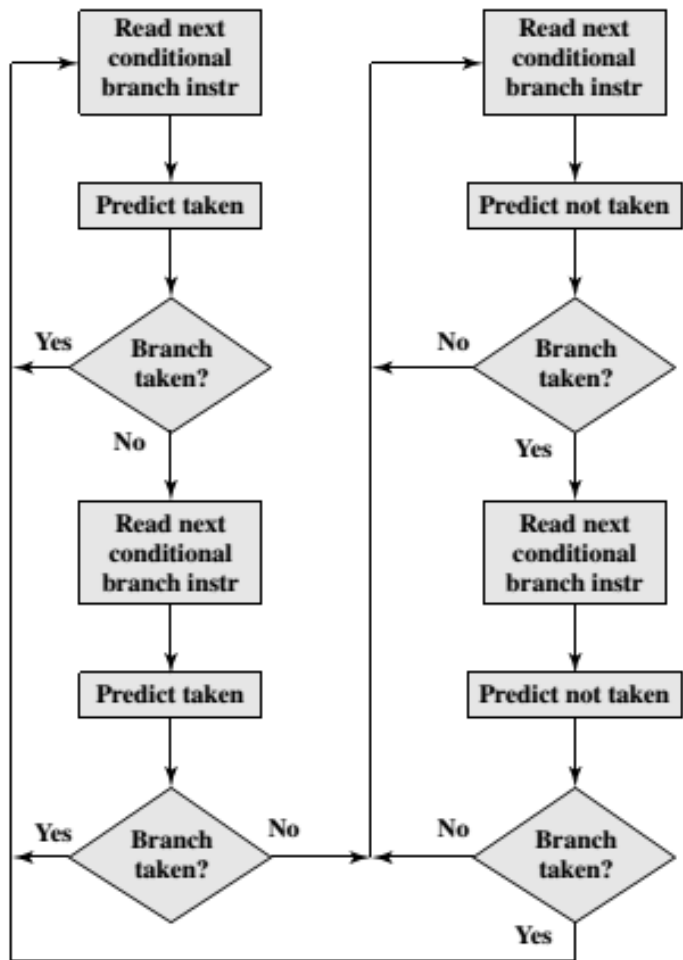 Read next
conditional
branch instr
Predict taken
Yes
Branch
taken?
No
Read next
conditional
branch instr
Predict taken
Yes
Branch
taken?
No
Read next
conditional
branch instr
Predict not taken
No
Branch
taken?
Yes
Read next
conditional
branch instr
Predict not taken
No
Branch
taken?
Yes